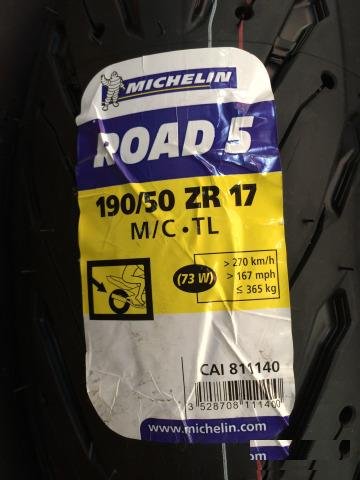 MICHELIN
ROAD 5
190/50 ZR 17
M/C • TL
(73 W)
> 270 km/h
> 167 mph
≤ 365 kg
CAI 811140
3 528708 111400
www.michelin.com
om